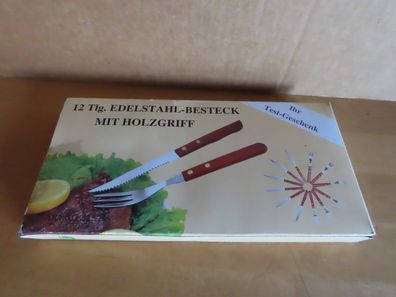 12 Tlg. EDELSTAHL-BESTECK
MIT HOLZGRIFF
Ihr
Test-Geschenk